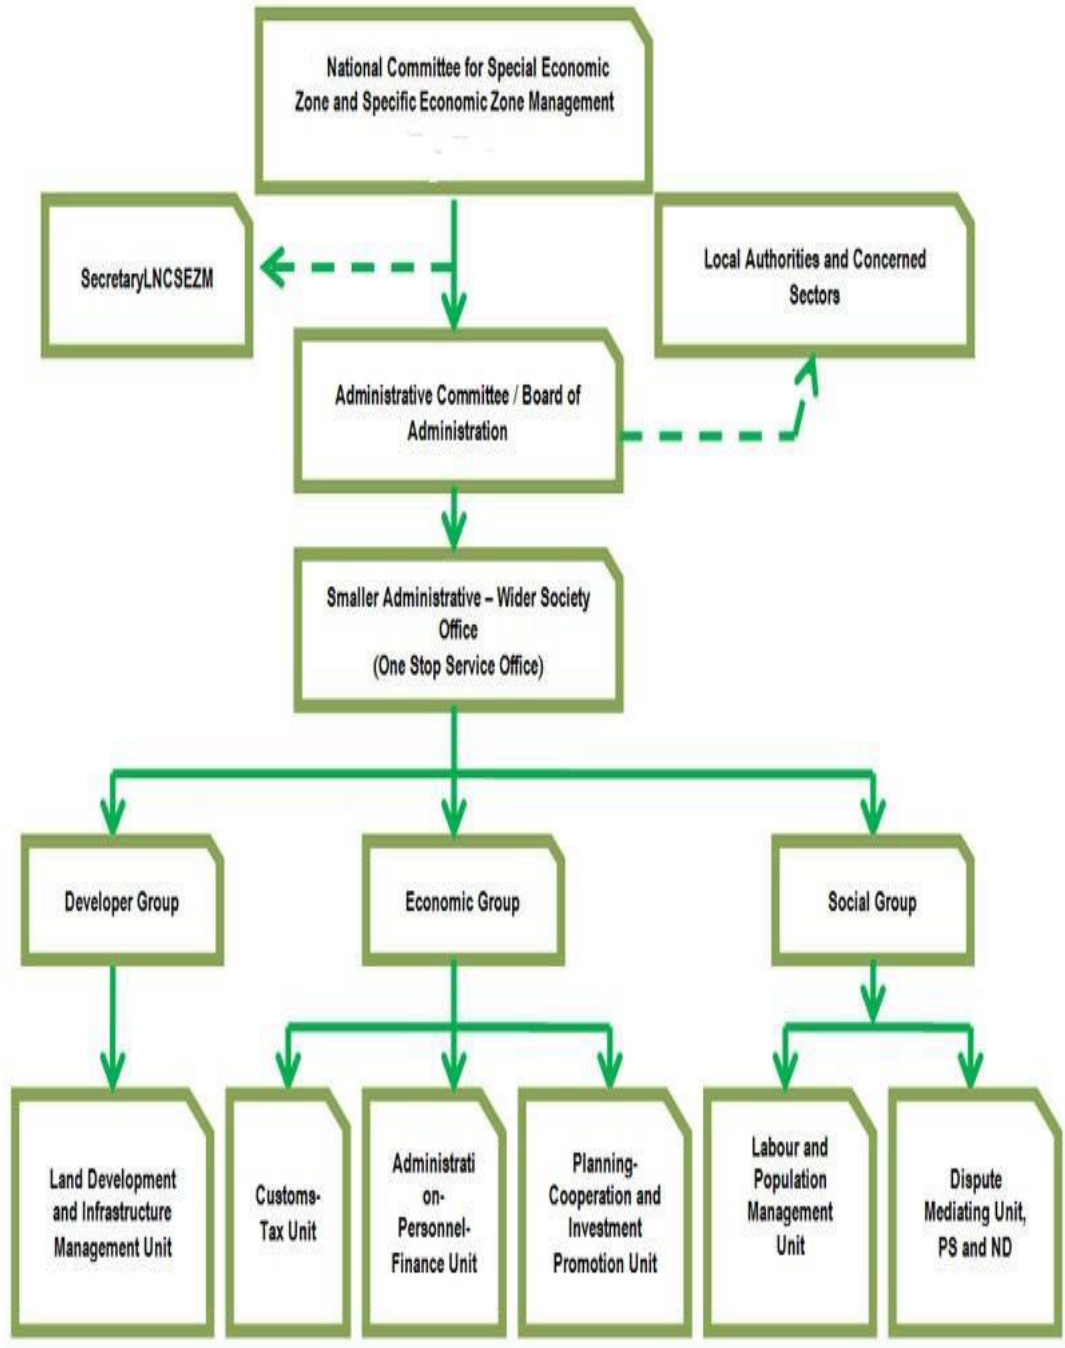 National Committee for Special Economic
Zone and Specific Economic Zone Management
SecretaryLNCSEZM
Local Authorities and Concerned
Sectors
Administrative Committee / Board of
Administration
Smaller Administrative – Wider Society
Office
(One Stop Service Office)
Developer Group
Economic Group
Social Group
Land Development
and Infrastructure
Management Unit
Customs-
Tax Unit
Administrati
on-
Personnel-
Finance Unit
Planning-
Cooperation and
Investment
Promotion Unit
Labour and
Population
Management
Unit
Dispute
Mediating Unit,
PS and ND